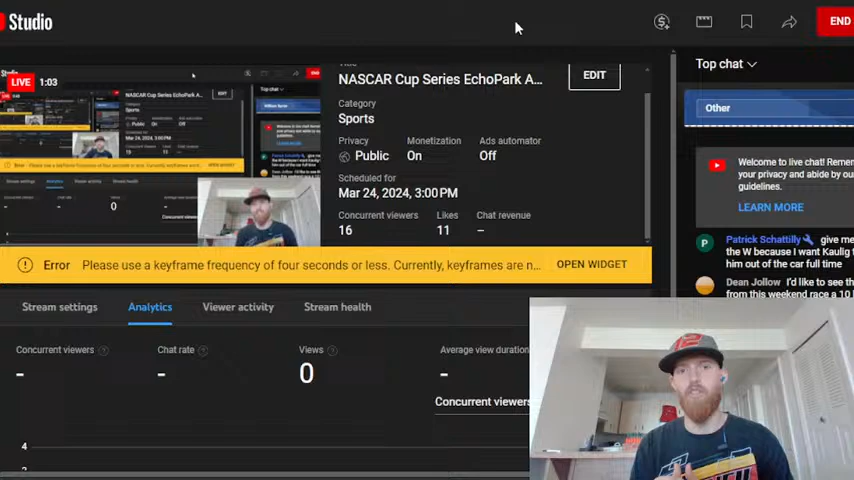 Studio
END
LIVE
1:03
NASCAR Cup Series EchoPark A...
EDIT
Category
Sports
Privacy
Monetization
Ads automator
Public
On
Off
Scheduled for
Mar 24, 2024, 3:00 PM
Concurrent viewers
Likes
Chat revenue
16
11
–
Top chat
Other
Welcome to live chat! Remem
your privacy and abide by ou
guidelines.
LEARN MORE
P
Patrick Schattilly give me
the W because I want Kaulig t
him out of the car full time
Dean Jollow I'd like to see th
from this weekend race a 10
Error Please use a keyframe frequency of four seconds or less. Currently, keyframes are n...
OPEN WIDGET
Stream settings
Analytics
Viewer activity
Stream health
Concurrent viewers
Chat rate
Views
Average view duration
-
-
0
-
Concurrent viewers
4